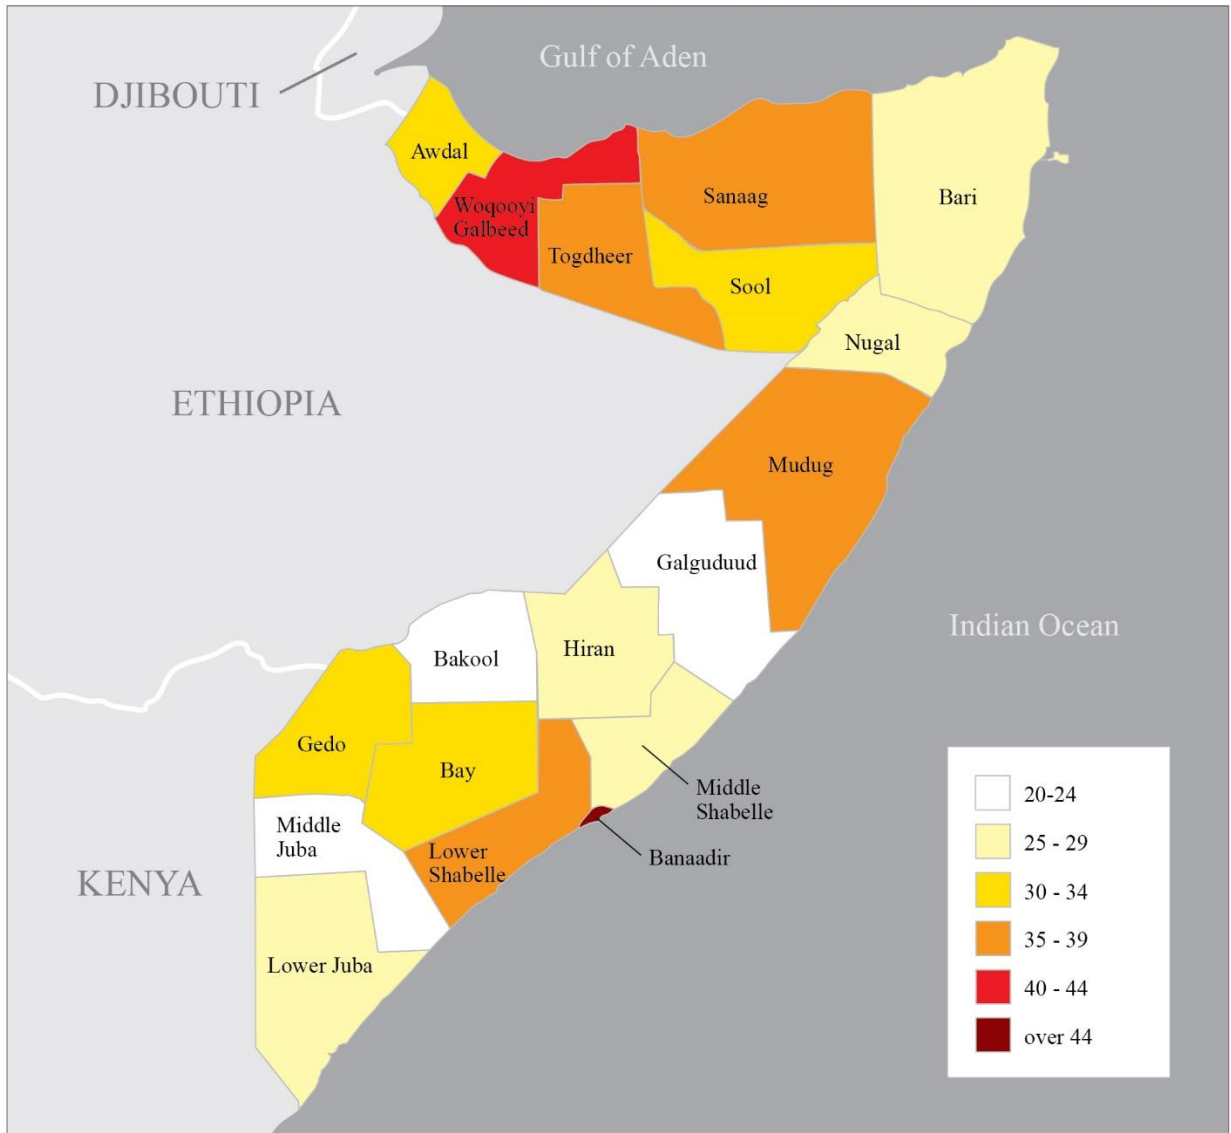 Gulf of Aden
DJIBOUTI
Awdal
Woqooyi
Galbeed
Togdheer
Sanaag
Sool
Bari
Nugal
ETHIOPIA
Mudug
Galguduud
Indian Ocean
Hiran
Bakool
Gedo
Bay
Middle
Shabelle
Middle
Juba
Lower
Shabelle
Banaadir
KENYA
Lower Juba
20-24
25 - 29
30 - 34
35 - 39
40 - 44
over 44